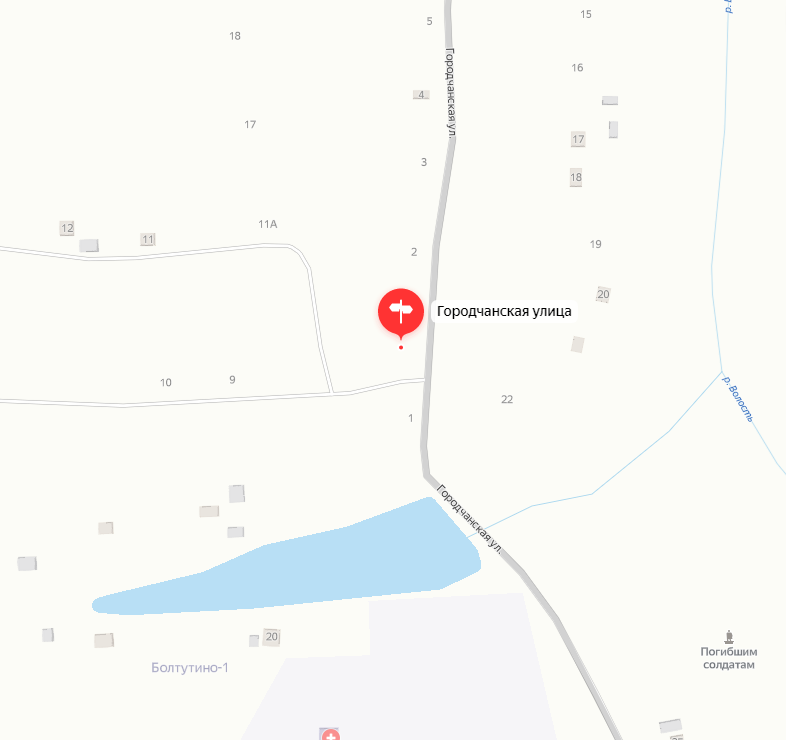 5
15
р.
18
16
Городчанская ул.
4
17
17
3
18
11А
12
11
19
2
20
Городчанская улица
10
9
22
р. Волость
1
Городчанская ул.
20
Погибшим
солдатам
Болтутино-1